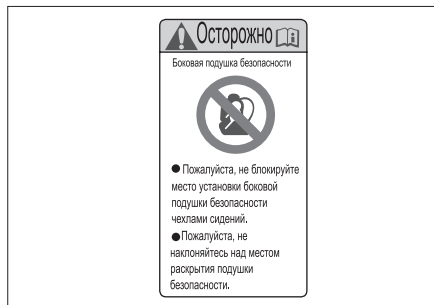 Осторожно
Боковая подушка безопасности
● Пожалуйста, не блокируйте
место установки боковой
подушки безопасности
чехлами сидений.
● Пожалуйста, не
наклоняйтесь над местом
раскрытия подушки
безопасности.